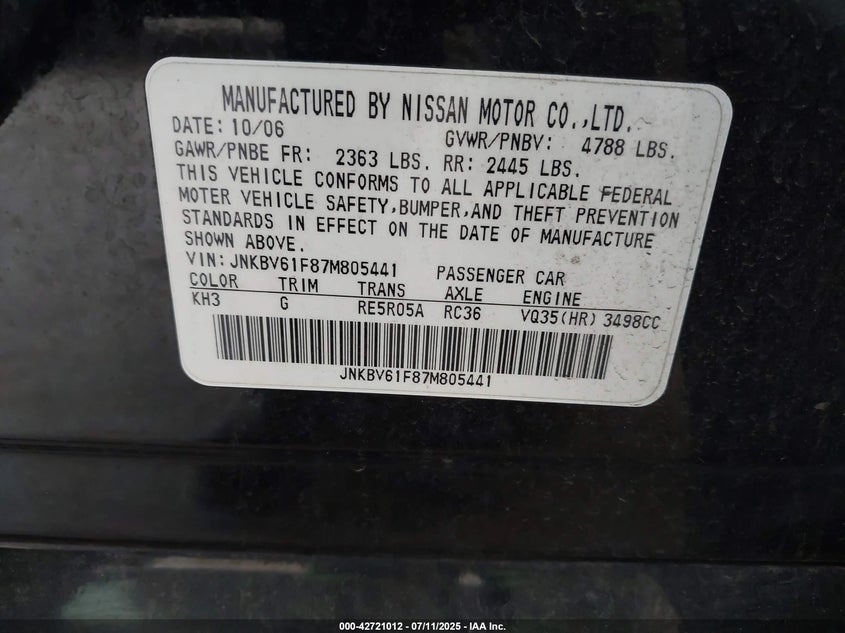 MANUFACTURED BY NISSAN MOTOR CO.,LTD.
DATE: 10/06 GVWR/PNBV: 4788 LBS.
GAWR/PNBE FR: 2363 LBS. RR: 2445 LBS.
THIS VEHICLE CONFORMS TO ALL APPLICABLE FEDERAL
MOTER VEHICLE SAFETY,BUMPER,AND THEFT PREVENTION
STANDARDS IN EFFECT ON THE DATE OF MANUFACTURE
SHOWN ABOVE.
VIN: JNKBV61F87M805441 PASSENGER CAR
COLOR TRIM TRANS AXLE ENGINE
KH3 G RE5R05A RC36 VQ35(HR) 3498CC
JNKBV61F87M805441
000-42721012 - 07/11/2025 - IAA Inc.